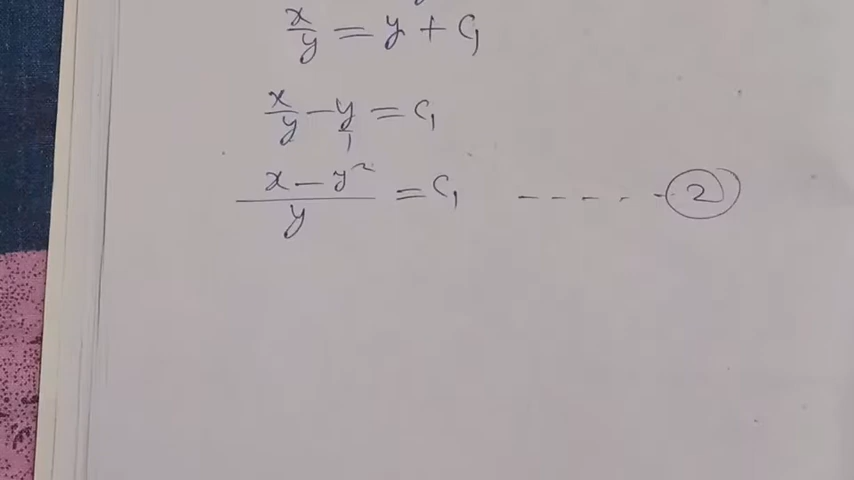 x/y = y + C₁
x/y - y/1 = C₁
(x - y²)/y = C₁ ----- ②